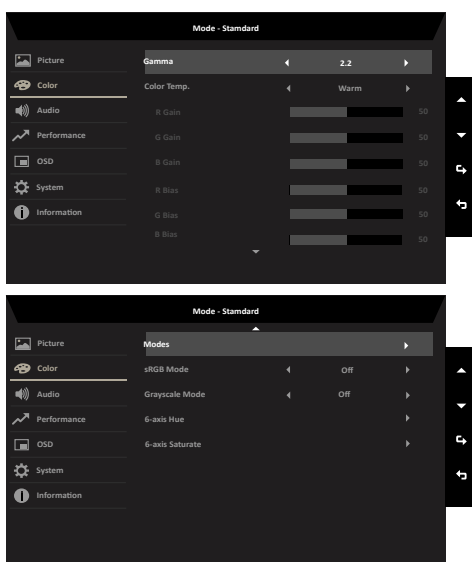 Mode - Stamdard
Picture
Color
Audio
Performance
OSD
System
Information
Gamma 2.2
Color Temp. Warm
R Gain 50
G Gain 50
B Gain 50
R Bias 50
G Bias 50
B Bias 50
Mode - Stamdard
Picture
Color
Audio
Performance
OSD
System
Information
Modes
sRGB Mode Off
Grayscale Mode Off
6-axis Hue
6-axis Saturate